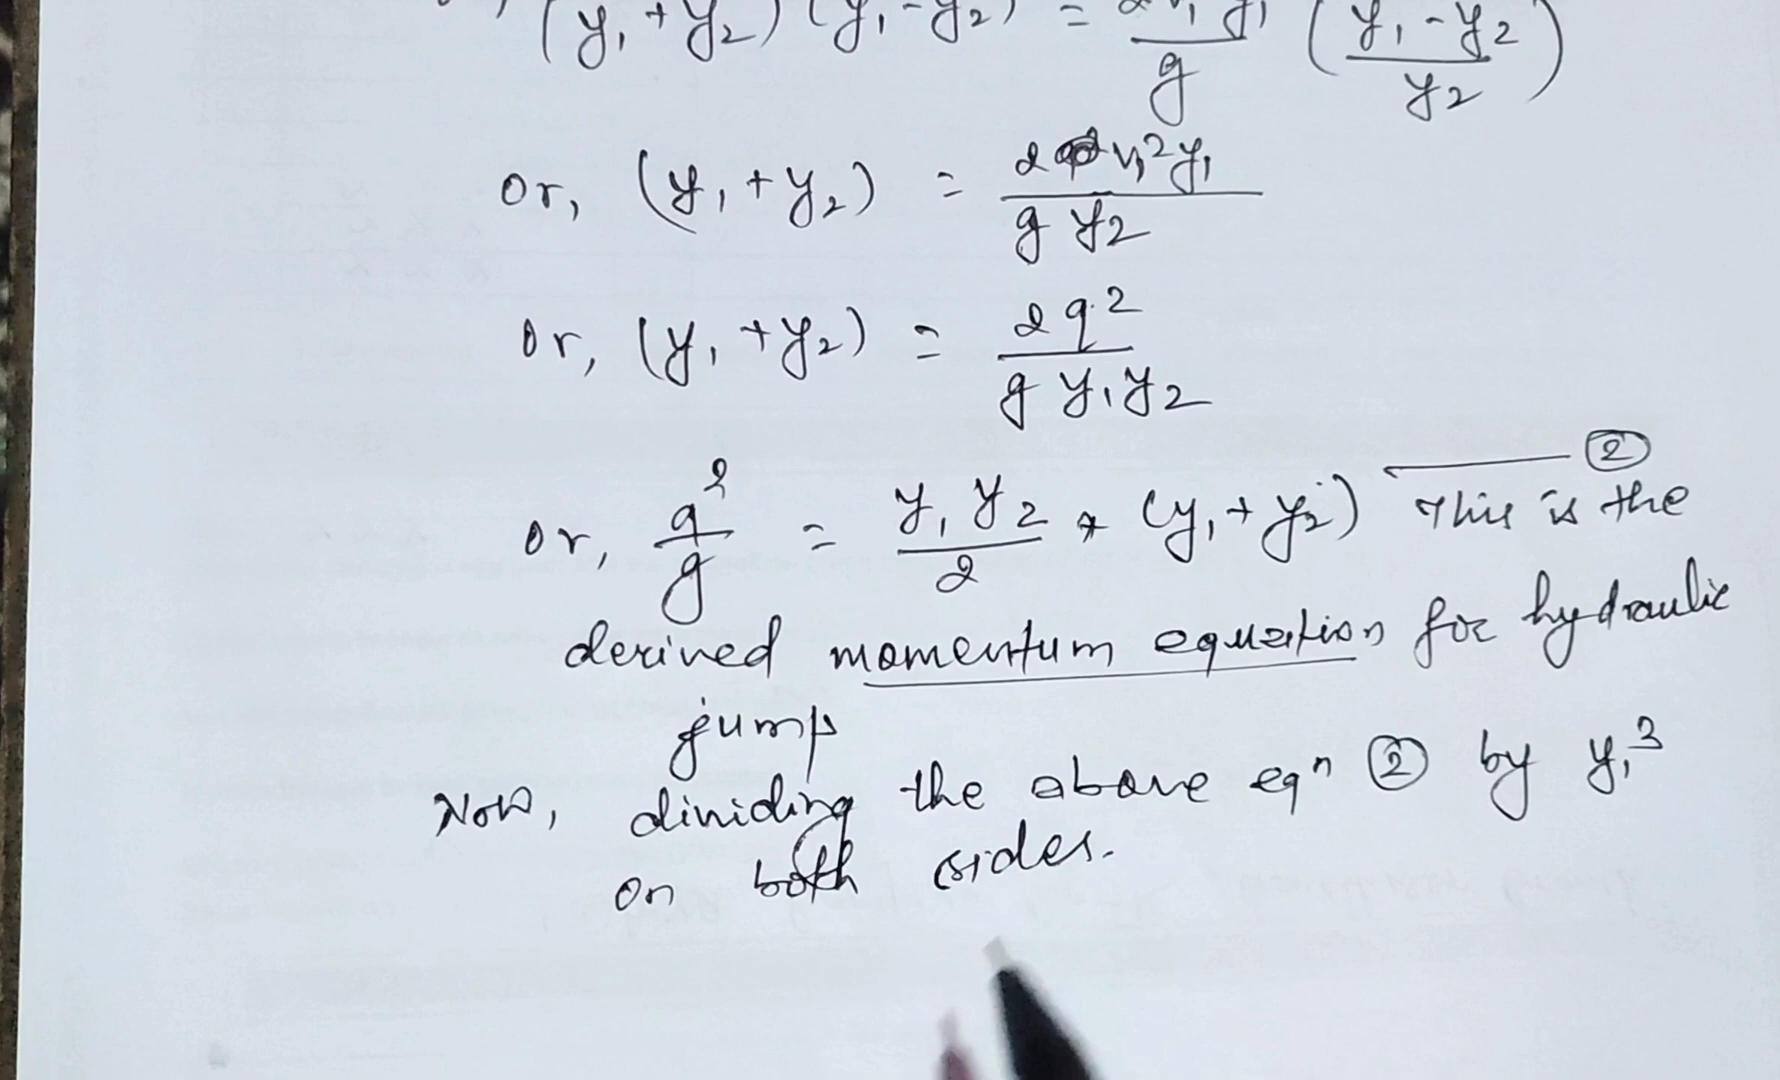 (y₁+y₂)(y₁-y₂) = 2v₁²y₁/g ((y₁-y₂)/y₂)
or, (y₁+y₂) = 2 v₁²y₁/g y₂
or, (y₁+y₂) = 2q²/g y₁y₂
or, q²/g = y₁y₂/2 * (y₁+y₂) —— ② This is the
derived momentum equation for hydraulic
jump
Now, dividing the above eqⁿ ② by y₁³
on both sides.